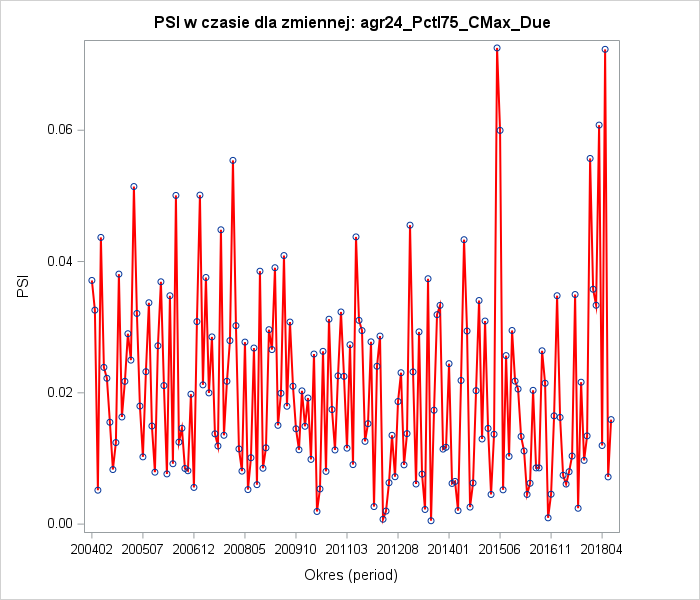 PSI w czasie dla zmiennej: agr24_Pctl75_CMax_Due
0.06
0.04
0.02
0.00
PSI
200402 200507 200612 200805 200910 201103 201208 201401 201506 201611 201804
Okres (period)